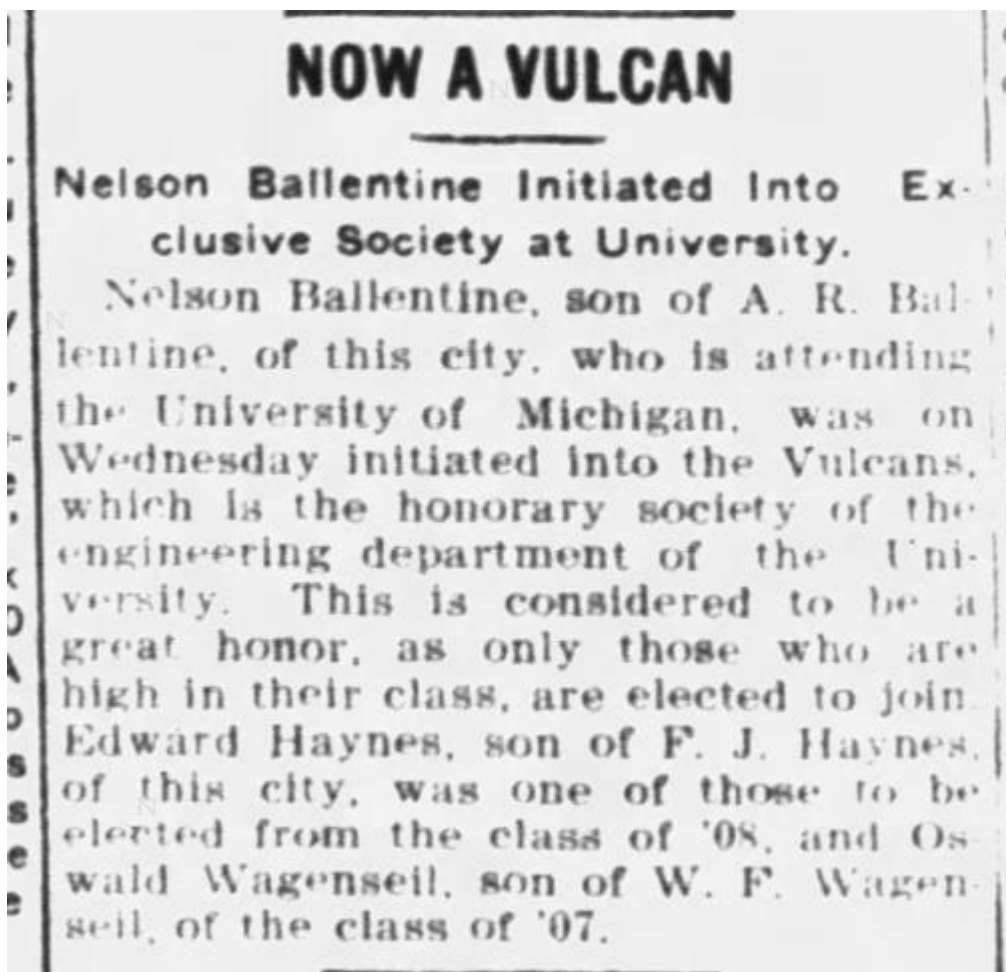 NOW A VULCAN
Nelson Ballentine Initiated Into Ex-
clusive Society at University.
Nelson Ballentine, son of A. R. Bal-
lentine, of this city, who is attending
the University of Michigan, was on
Wednesday initiated into the Vulcans,
which is the honorary society of the
engineering department of the Uni-
versity. This is considered to be a
great honor, as only those who are
high in their class, are elected to join.
Edward Haynes, son of F. J. Haynes,
of this city, was one of those to be
elected from the class of '08, and Os-
wald Wagenseil, son of W. F. Wagen-
seil, of the class of '07.